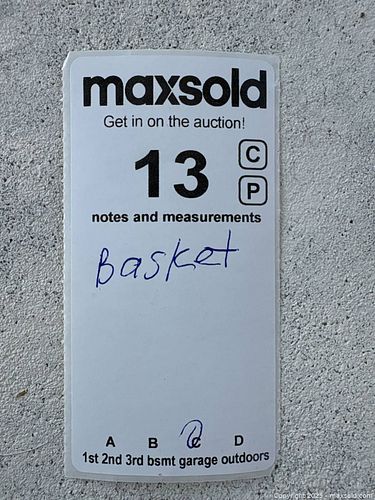 maxsold
Get in on the auction!
13
C
P
notes and measurements
Basket
A B C D
1st 2nd 3rd bsmt garage outdoors
Copyright 2025 - maxsold.com